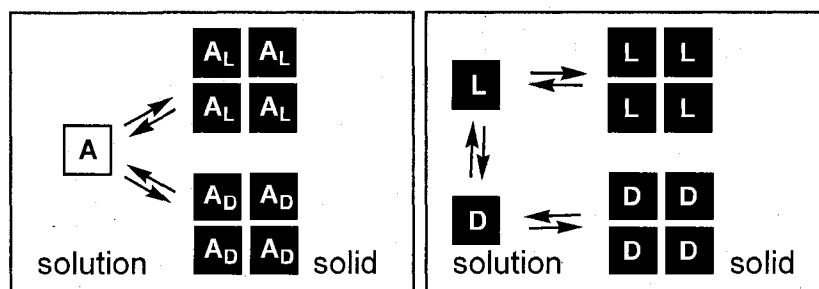 A_L A_L
A_L A_L
A
A_D A_D
A_D A_D
solution solid
L L
L
L L
D D
D
D D
solution solid